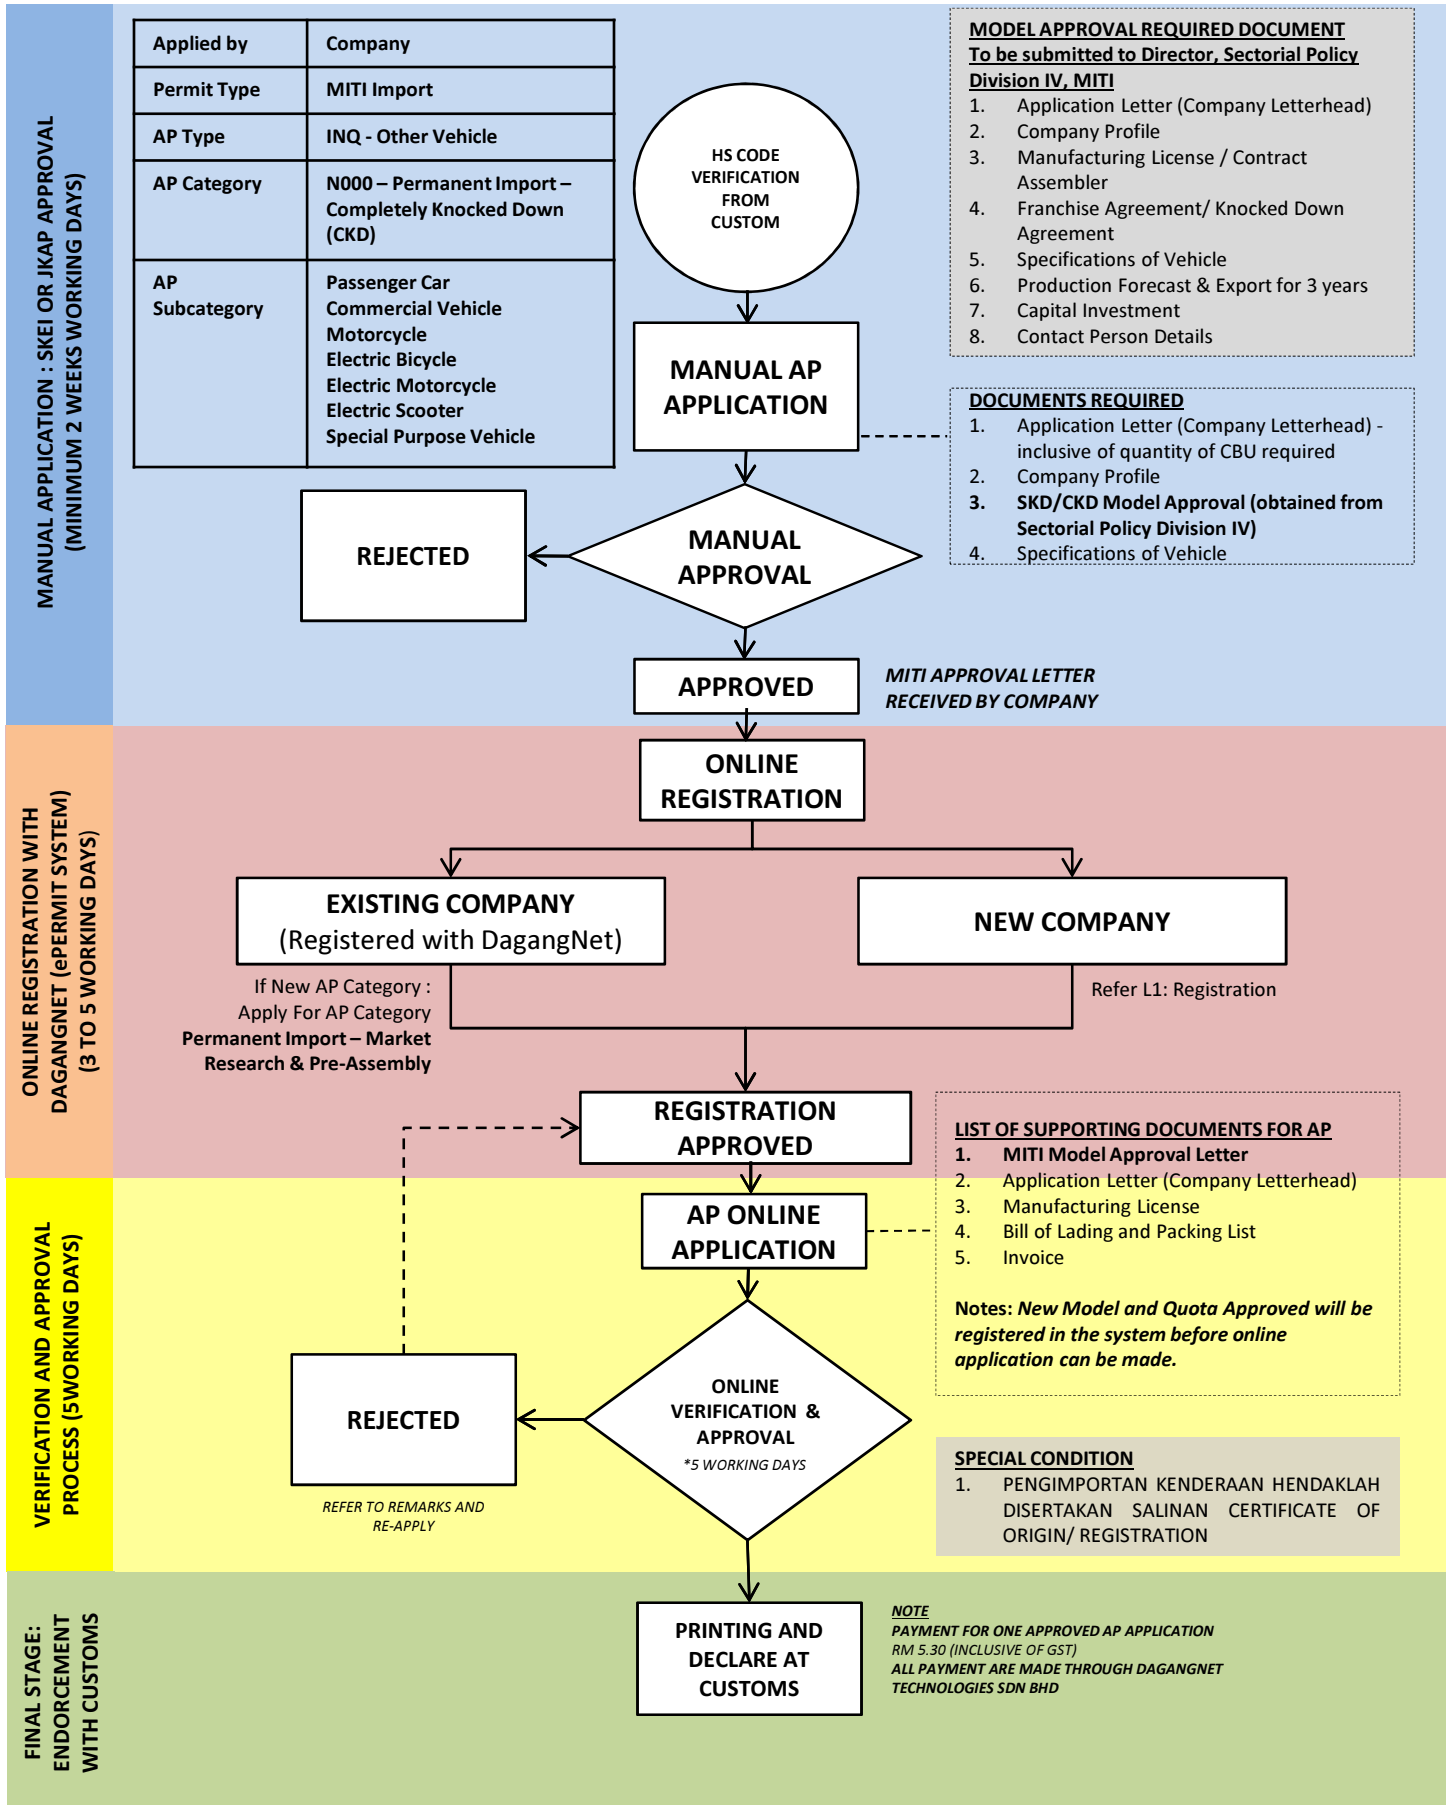 MANUAL APPLICATION : SKEI OR JKAP APPROVAL
(MINIMUM 2 WEEKS WORKING DAYS)
Applied by
Company
Permit Type
MITI Import
AP Type
INQ - Other Vehicle
AP Category
N000 – Permanent Import –
Completely Knocked Down
(CKD)
AP
Subcategory
Passenger Car
Commercial Vehicle
Motorcycle
Electric Bicycle
Electric Motorcycle
Electric Scooter
Special Purpose Vehicle
HS CODE
VERIFICATION
FROM
CUSTOM
MODEL APPROVAL REQUIRED DOCUMENT
To be submitted to Director, Sectorial Policy
Division IV, MITI
1. Application Letter (Company Letterhead)
2. Company Profile
3. Manufacturing License / Contract
Assembler
4. Franchise Agreement/ Knocked Down
Agreement
5. Specifications of Vehicle
6. Production Forecast & Export for 3 years
7. Capital Investment
8. Contact Person Details
MANUAL AP
APPLICATION
DOCUMENTS REQUIRED
1. Application Letter (Company Letterhead) -
inclusive of quantity of CBU required
2. Company Profile
3. SKD/CKD Model Approval (obtained from
Sectorial Policy Division IV)
4. Specifications of Vehicle
MANUAL
APPROVAL
REJECTED
APPROVED
MITI APPROVAL LETTER
RECEIVED BY COMPANY
ONLINE REGISTRATION WITH
DAGANGNET (ePERMIT SYSTEM)
(3 TO 5 WORKING DAYS)
ONLINE
REGISTRATION
EXISTING COMPANY
(Registered with DagangNet)
NEW COMPANY
If New AP Category :
Apply For AP Category
Permanent Import – Market
Research & Pre-Assembly
Refer L1: Registration
REGISTRATION
APPROVED
LIST OF SUPPORTING DOCUMENTS FOR AP
1. MITI Model Approval Letter
2. Application Letter (Company Letterhead)
3. Manufacturing License
4. Bill of Lading and Packing List
5. Invoice
Notes: New Model and Quota Approved will be
registered in the system before online
application can be made.
VERIFICATION AND APPROVAL
PROCESS (5WORKING DAYS)
AP ONLINE
APPLICATION
ONLINE
VERIFICATION &
APPROVAL
*5 WORKING DAYS
REJECTED
REFER TO REMARKS AND
RE-APPLY
SPECIAL CONDITION
1. PENGIMPORTAN KENDERAAN HENDAKLAH
DISERTAKAN SALINAN CERTIFICATE OF
ORIGIN/ REGISTRATION
FINAL STAGE:
ENDORCEMENT
WITH CUSTOMS
PRINTING AND
DECLARE AT
CUSTOMS
NOTE
PAYMENT FOR ONE APPROVED AP APPLICATION
RM 5.30 (INCLUSIVE OF GST)
ALL PAYMENT ARE MADE THROUGH DAGANGNET
TECHNOLOGIES SDN BHD